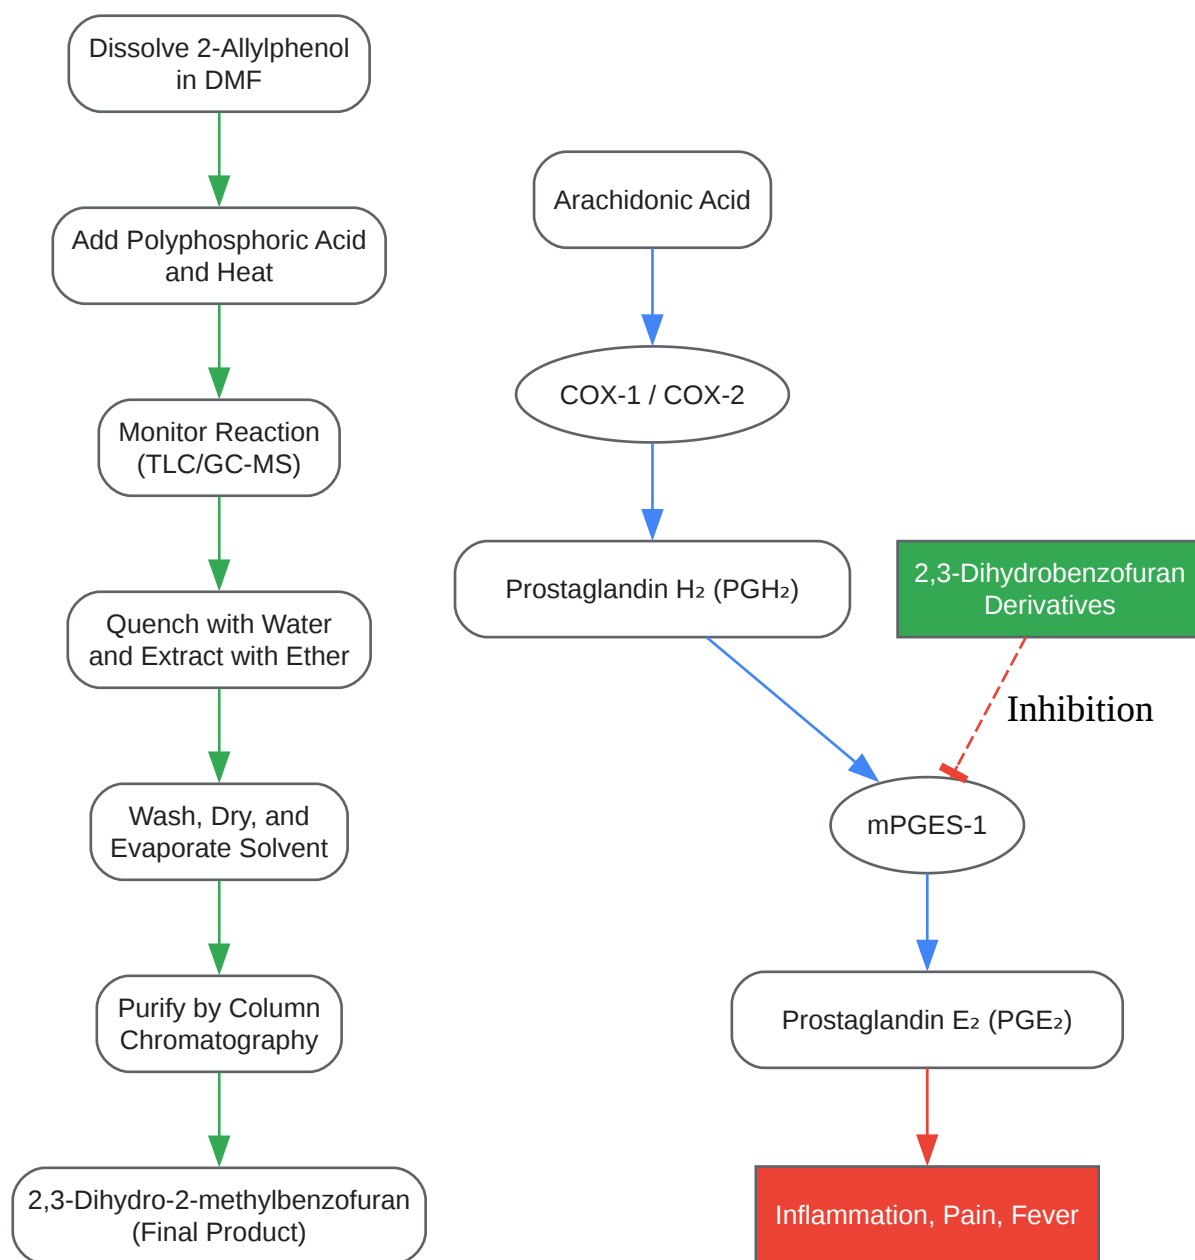 Dissolve 2-Allylphenol
in DMF
Add Polyphosphoric Acid
and Heat
Monitor Reaction
(TLC/GC-MS)
Quench with Water
and Extract with Ether
Wash, Dry, and
Evaporate Solvent
Purify by Column
Chromatography
2,3-Dihydro-2-methylbenzofuran
(Final Product)
Arachidonic Acid
COX-1 / COX-2
Prostaglandin H₂ (PGH₂)
2,3-Dihydrobenzofuran
Derivatives
Inhibition
mPGES-1
Prostaglandin E₂ (PGE₂)
Inflammation, Pain, Fever